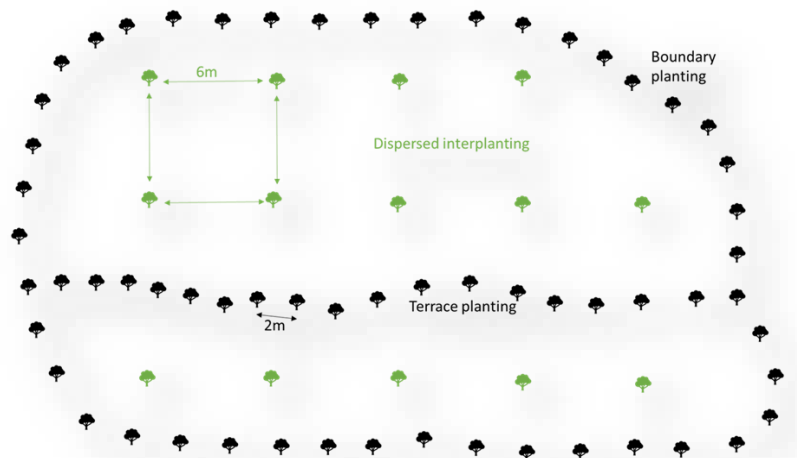 Boundary
planting
6m
Dispersed interplanting
Terrace planting
2m